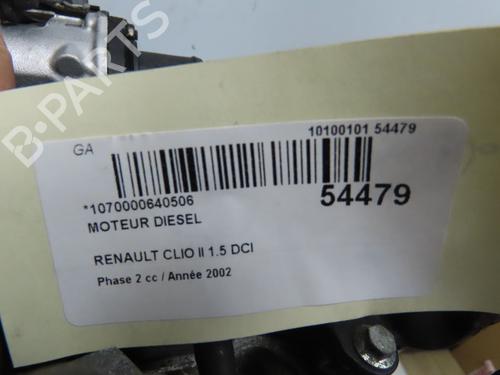 B-PARTS
GA
10100101 54479
*1070000640506
54479
MOTEUR DIESEL
RENAULT CLIO II 1.5 DCI
Phase 2 cc / Année 2002